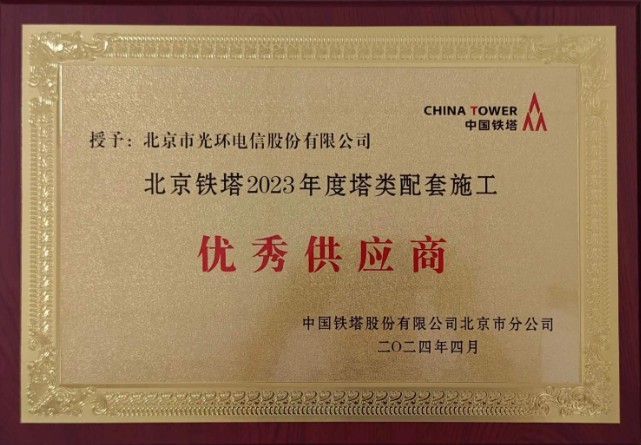 CHINA TOWER
中国铁塔
授予：北京市光环电信股份有限公司
北京铁塔2023年度塔类配套施工
优秀供应商
中国铁塔股份有限公司北京市分公司
二〇二四年四月